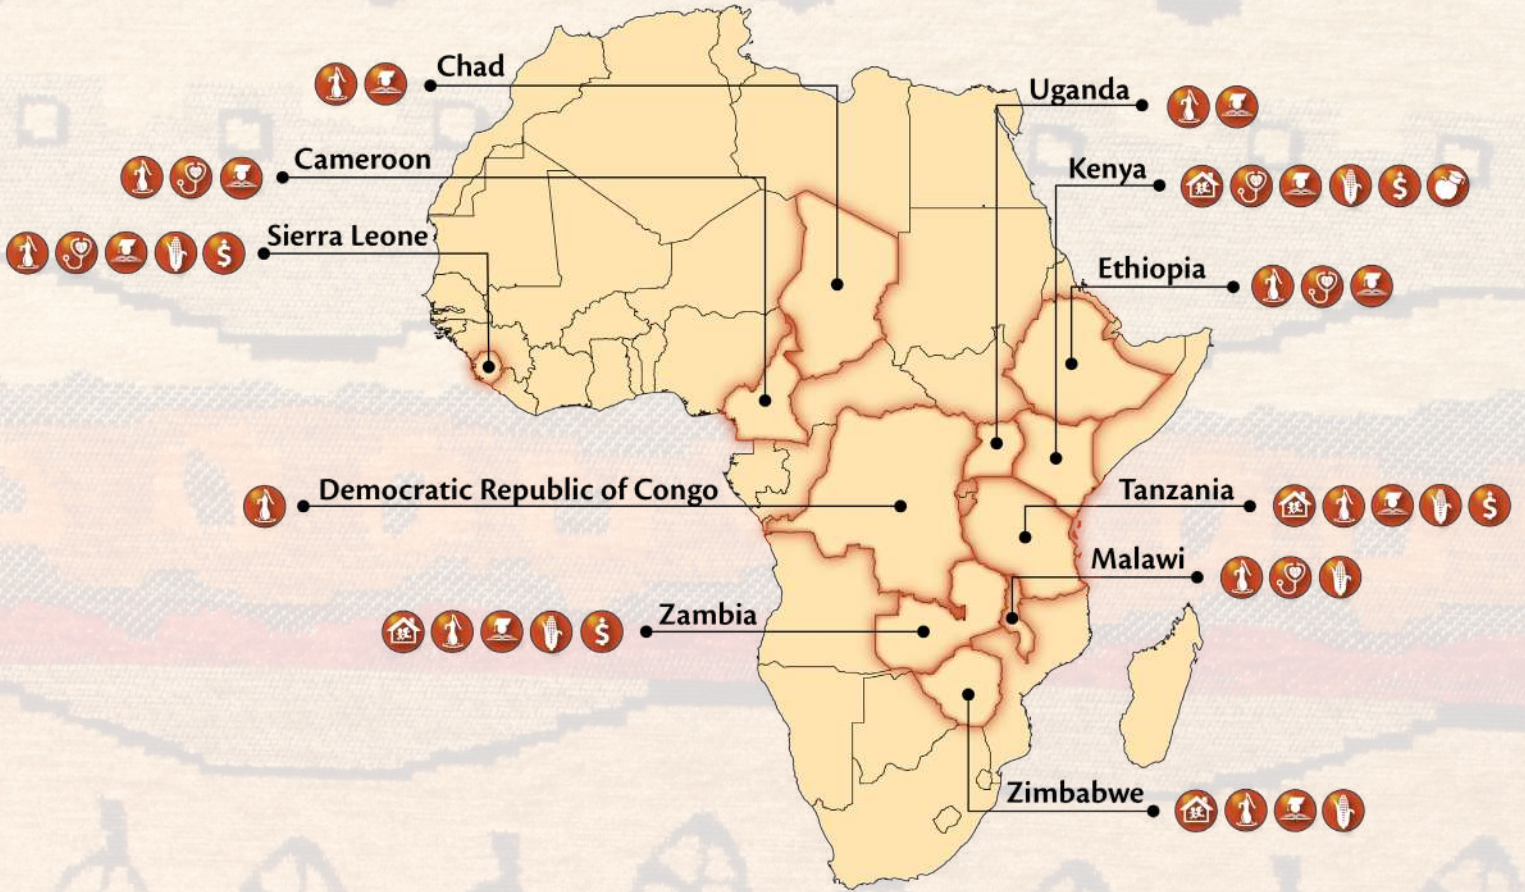 Chad
Uganda
Cameroon
Kenya
Sierra Leone
Ethiopia
Democratic Republic of Congo
Tanzania
Malawi
Zambia
Zimbabwe